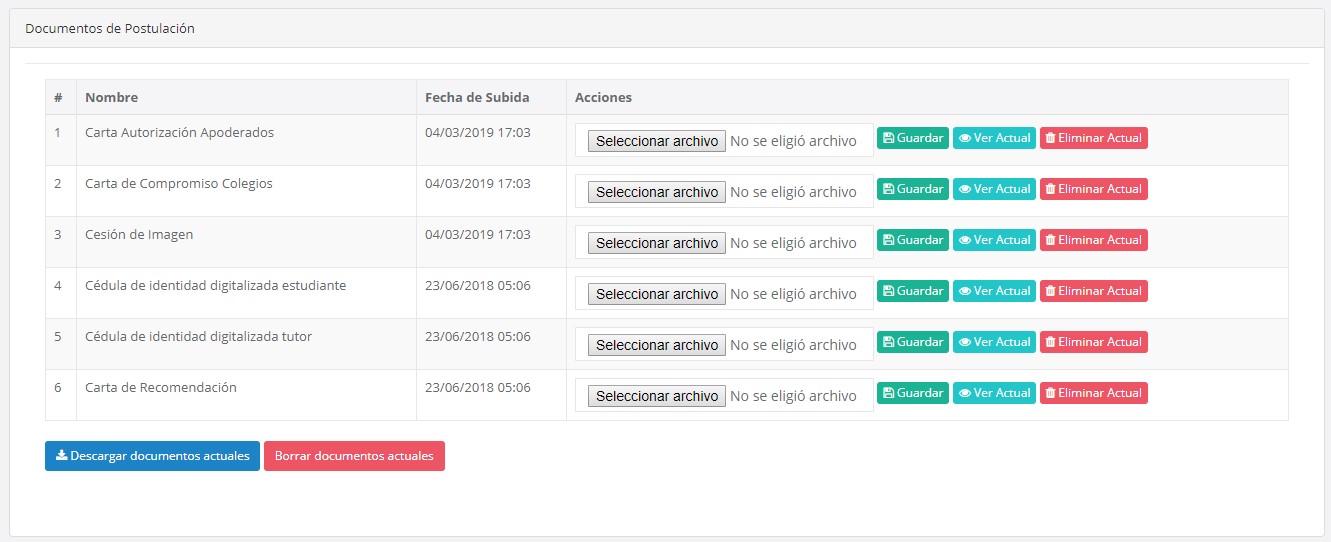 Documentos de Postulación
# Nombre Fecha de Subida Acciones
1 Carta Autorización Apoderados 04/03/2019 17:03 Seleccionar archivo No se eligió archivo Guardar Ver Actual Eliminar Actual
2 Carta de Compromiso Colegios 04/03/2019 17:03 Seleccionar archivo No se eligió archivo Guardar Ver Actual Eliminar Actual
3 Cesión de Imagen 04/03/2019 17:03 Seleccionar archivo No se eligió archivo Guardar Ver Actual Eliminar Actual
4 Cédula de identidad digitalizada estudiante 23/06/2018 05:06 Seleccionar archivo No se eligió archivo Guardar Ver Actual Eliminar Actual
5 Cédula de identidad digitalizada tutor 23/06/2018 05:06 Seleccionar archivo No se eligió archivo Guardar Ver Actual Eliminar Actual
6 Carta de Recomendación 23/06/2018 05:06 Seleccionar archivo No se eligió archivo Guardar Ver Actual Eliminar Actual
Descargar documentos actuales Borrar documentos actuales